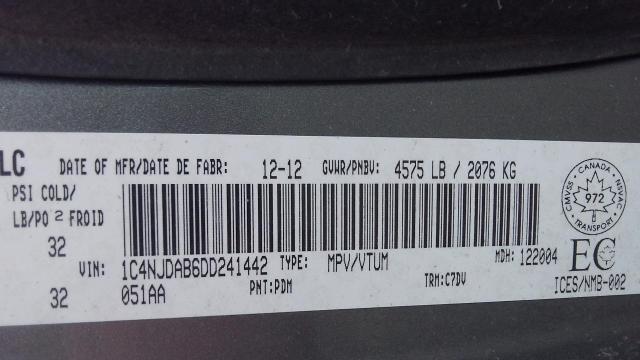 LC DATE OF MFR/DATE DE FABR: 12-12 GVWR/PNBV: 4575 LB / 2076 KG
PSI COLD/
LB/PO2 FROID
32
VIN: 1C4NJDAB6DD241442 TYPE: MPV/VTUM MDH: 122004
32 051AA PNT:PDM TRM:C7DV
CANADA
CMVSS NSVAC
972
TRANSPORT
EC
ICES/NMB-002